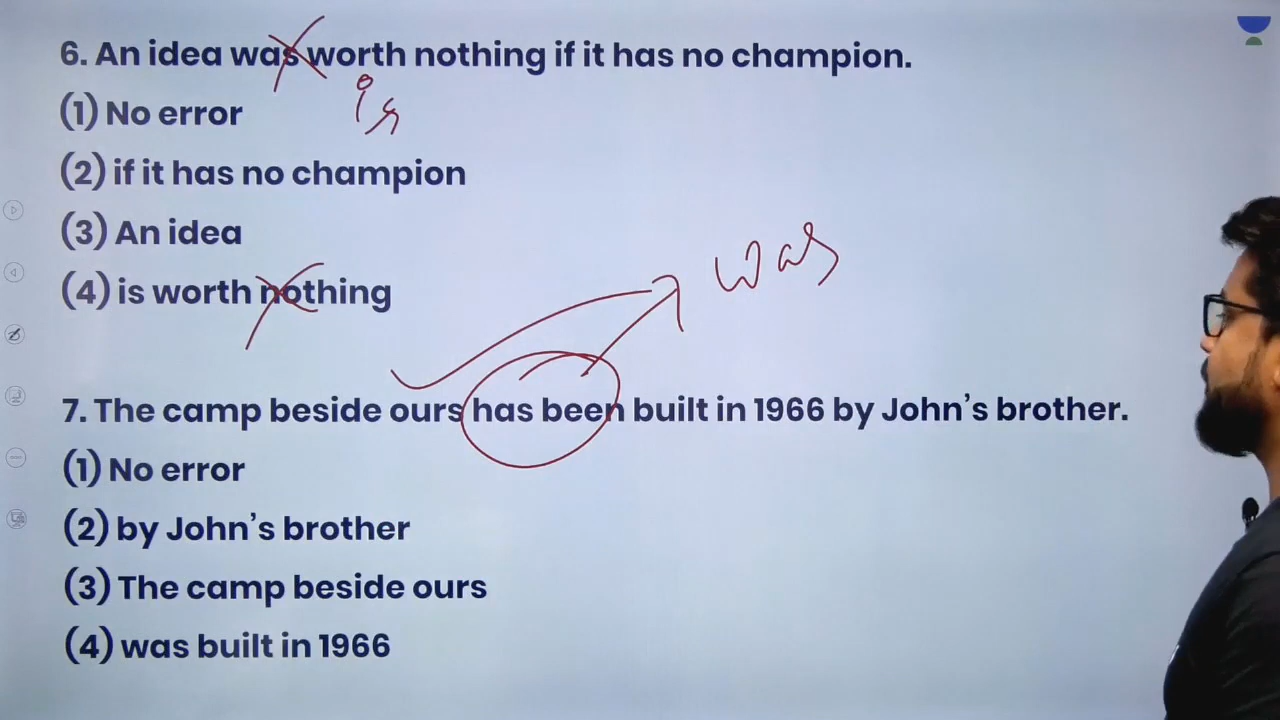 6. An idea was worth nothing if it has no champion.
is
(1) No error
(2) if it has no champion
(3) An idea
(4) is worth nothing
was
7. The camp beside ours has been built in 1966 by John's brother.
(1) No error
(2) by John's brother
(3) The camp beside ours
(4) was built in 1966